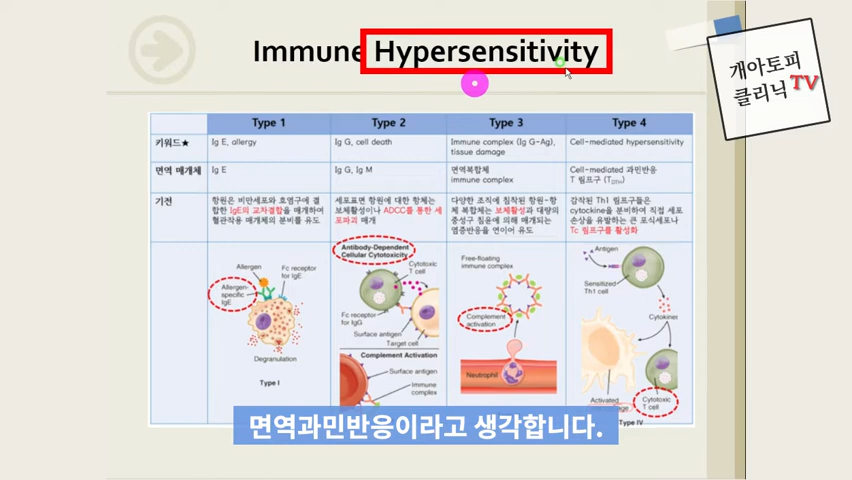 Immune Hypersensitivity
개아토피
클리닉 TV
Type 1
Type 2
Type 3
Type 4
키워드★
Ig E, allergy
Ig G, cell death
Immune complex (Ig G-Ag),
tissue damage
Cell-mediated hypersensitivity
면역 매개체
Ig E
Ig G, Ig M
면역복합체
immune complex
Cell-mediated 과민반응
T 림프구 (TDTH)
기전
항원은 비만세포와 호염구에 결
합한 IgE의 교차결합을 매개하여
혈관작용 매개체의 분비를 유도
세포표면 항원에 대한 항체는
보체활성이나 ADCC를 통한 세
포파괴 매개
다양한 조직에 침착된 항원-항
체 복합체는 보체활성과 대량의
중성구 침윤에 의해 매개되는
염증반응을 연이어 유도
감작된 Th1 림프구들은
cytokine을 분비하여 직접 세포
손상을 유발하는 큰 포식세포나
Tc 림프구를 활성화
Allergen
Fc receptor
for IgE
Allergen-
specific
IgE
Degranulation
Type I
Antibody-Dependent
Cellular Cytotoxicity
Cytotoxic
T cell
Fc receptor
for IgG
Surface antigen
Target cell
Complement Activation
Surface antigen
Immune
complex
Free-floating
immune complex
Complement
activation
Neutrophil
Antigen
Sensitized
Th1 cell
Cytokines
Activated
Cytotoxic
T cell
Type IV
면역과민반응이라고 생각합니다.